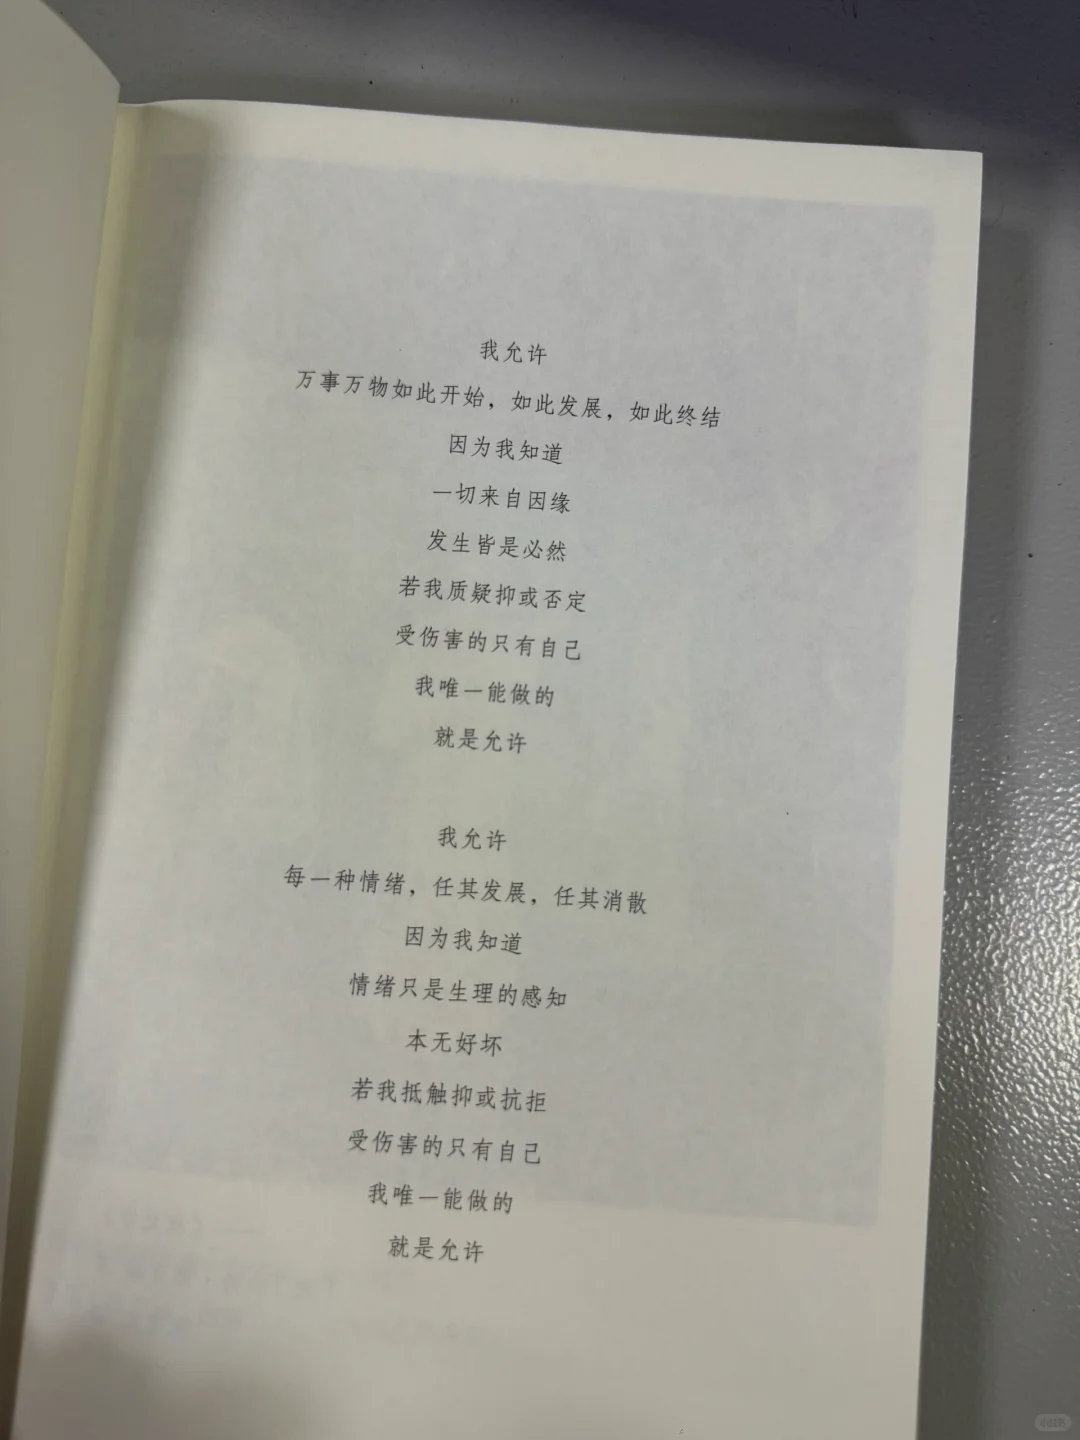 我允许
万事万物如此开始，如此发展，如此终结
因为我知道
一切来自因缘
发生皆是必然
若我质疑抑或否定
受伤害的只有自己
我唯一能做的
就是允许
我允许
每一种情绪，任其发展，任其消散
因为我知道
情绪只是生理的感知
本无好坏
若我抵触抑或抗拒
受伤害的只有自己
我唯一能做的
就是允许
小红书